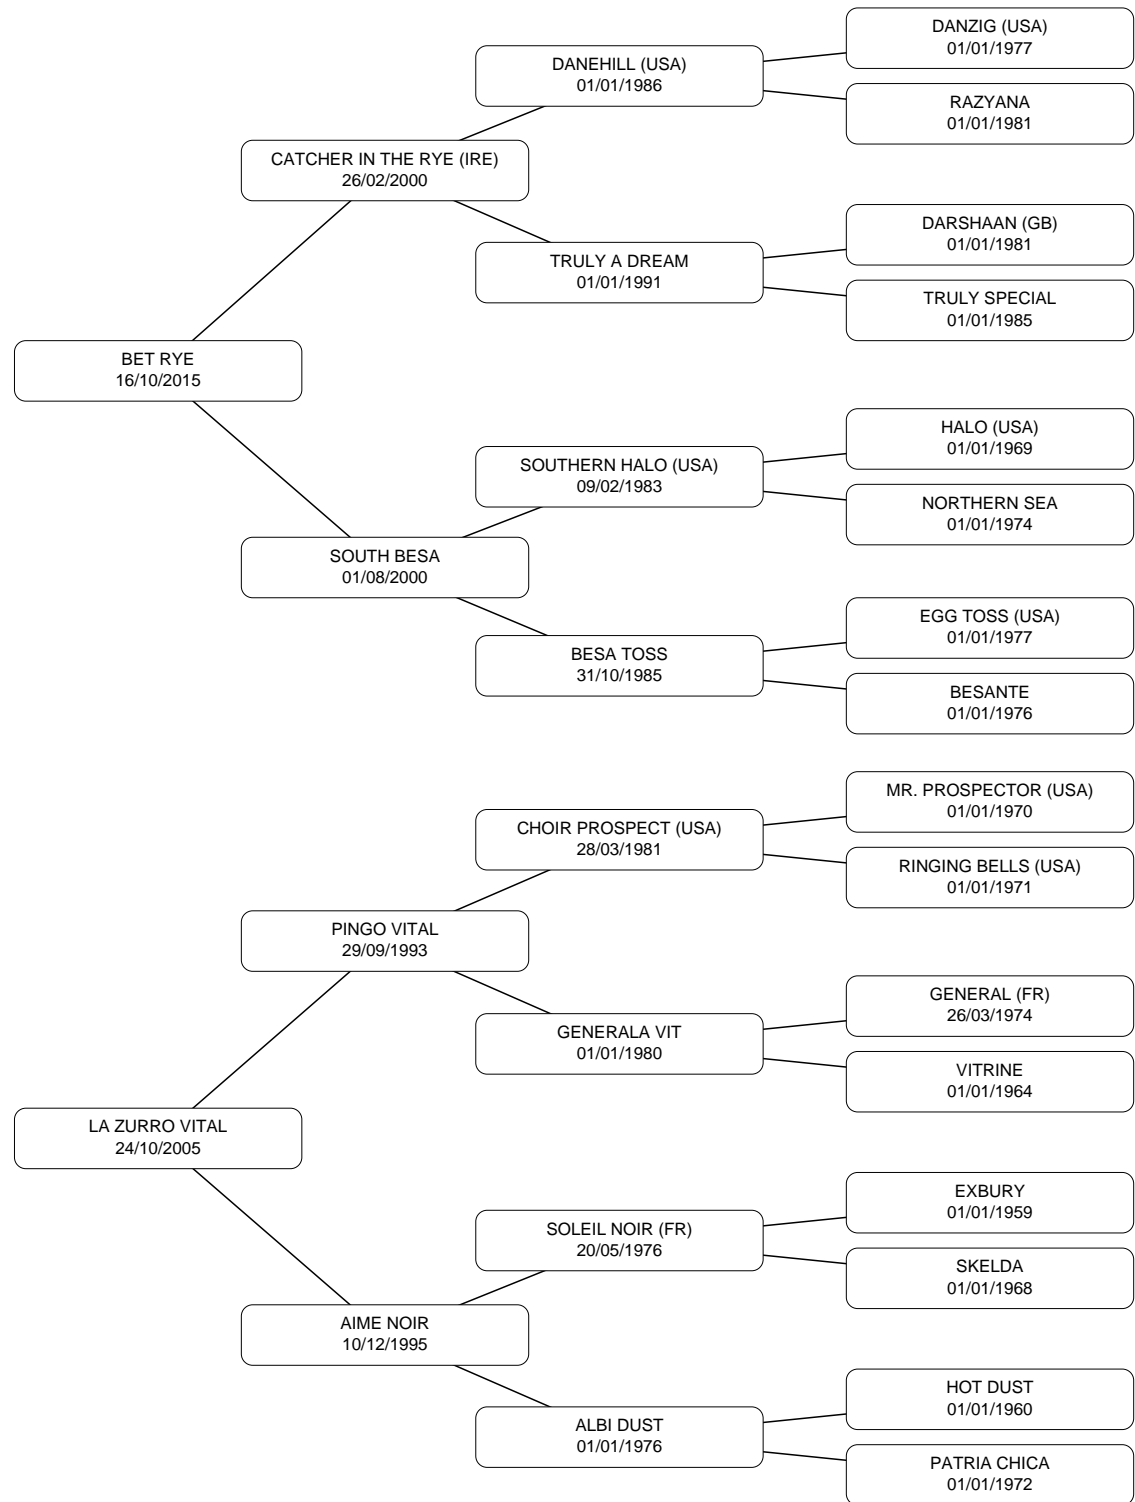 DANZIG (USA)
01/01/1977
DANEHILL (USA)
01/01/1986
RAZYANA
01/01/1981
CATCHER IN THE RYE (IRE)
26/02/2000
DARSHAAN (GB)
01/01/1981
TRULY A DREAM
01/01/1991
TRULY SPECIAL
01/01/1985
BET RYE
16/10/2015
HALO (USA)
01/01/1969
SOUTHERN HALO (USA)
09/02/1983
NORTHERN SEA
01/01/1974
SOUTH BESA
01/08/2000
EGG TOSS (USA)
01/01/1977
BESA TOSS
31/10/1985
BESANTE
01/01/1976
MR. PROSPECTOR (USA)
01/01/1970
CHOIR PROSPECT (USA)
28/03/1981
RINGING BELLS (USA)
01/01/1971
PINGO VITAL
29/09/1993
GENERAL (FR)
26/03/1974
GENERALA VIT
01/01/1980
VITRINE
01/01/1964
LA ZURRO VITAL
24/10/2005
EXBURY
01/01/1959
SOLEIL NOIR (FR)
20/05/1976
SKELDA
01/01/1968
AIME NOIR
10/12/1995
HOT DUST
01/01/1960
ALBI DUST
01/01/1976
PATRIA CHICA
01/01/1972